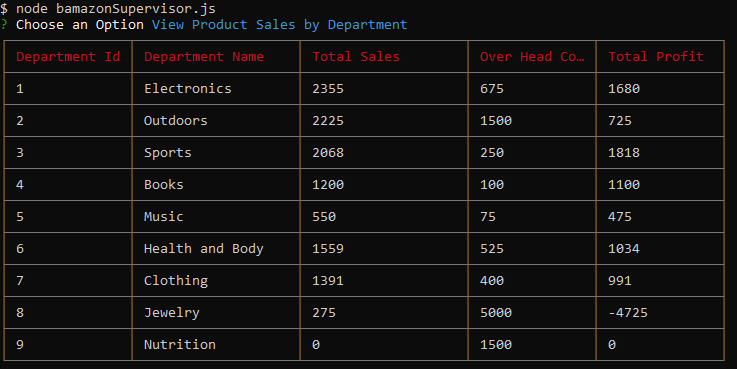 $ node bamazonSupervisor.js
? Choose an Option View Product Sales by Department
Department Id Department Name Total Sales Over Head Co… Total Profit
1 Electronics 2355 675 1680
2 Outdoors 2225 1500 725
3 Sports 2068 250 1818
4 Books 1200 100 1100
5 Music 550 75 475
6 Health and Body 1559 525 1034
7 Clothing 1391 400 991
8 Jewelry 275 5000 -4725
9 Nutrition 0 1500 0